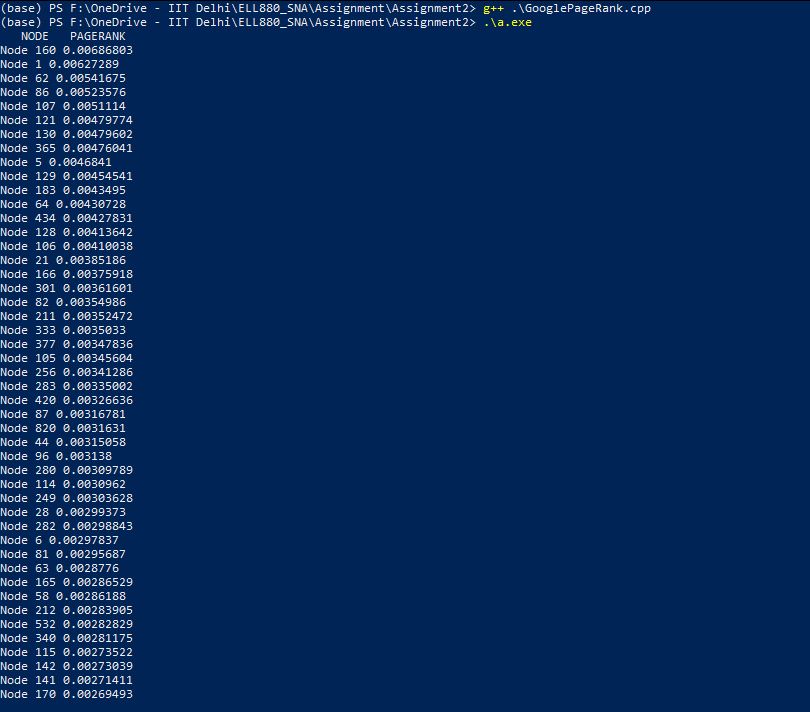 (base) PS F:\OneDrive - IIT Delhi\ELL880_SNA\Assignment\Assignment2> g++ .\GooglePageRank.cpp
(base) PS F:\OneDrive - IIT Delhi\ELL880_SNA\Assignment\Assignment2> .\a.exe
NODE PAGERANK
Node 160 0.00686803
Node 1 0.00627289
Node 62 0.00541675
Node 86 0.00523576
Node 107 0.0051114
Node 121 0.00479774
Node 130 0.00479602
Node 365 0.00476041
Node 5 0.0046841
Node 129 0.00454541
Node 183 0.0043495
Node 64 0.00430728
Node 434 0.00427831
Node 128 0.00413642
Node 106 0.00410038
Node 21 0.00385186
Node 166 0.00375918
Node 301 0.00361601
Node 82 0.00354986
Node 211 0.00352472
Node 333 0.0035033
Node 377 0.00347836
Node 105 0.00345604
Node 256 0.00341286
Node 283 0.00335002
Node 420 0.00326636
Node 87 0.00316781
Node 820 0.0031631
Node 44 0.00315058
Node 96 0.003138
Node 280 0.00309789
Node 114 0.0030962
Node 249 0.00303628
Node 28 0.00299373
Node 282 0.00298843
Node 6 0.00297837
Node 81 0.00295687
Node 63 0.0028776
Node 165 0.00286529
Node 58 0.00286188
Node 212 0.00283905
Node 532 0.00282829
Node 340 0.00281175
Node 115 0.00273522
Node 142 0.00273039
Node 141 0.00271411
Node 170 0.00269493